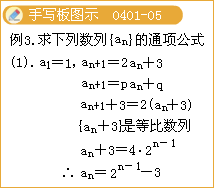 手写板图示 0401-05
例3.求下列数列{aₙ}的通项公式
(1).a₁=1, aₙ₊₁=2aₙ+3
aₙ₊₁=paₙ+q
aₙ₊₁+3=2(aₙ+3)
{aₙ+3}是等比数列
aₙ+3=4·2ⁿ⁻¹
∴ aₙ=2ⁿ⁻¹-3